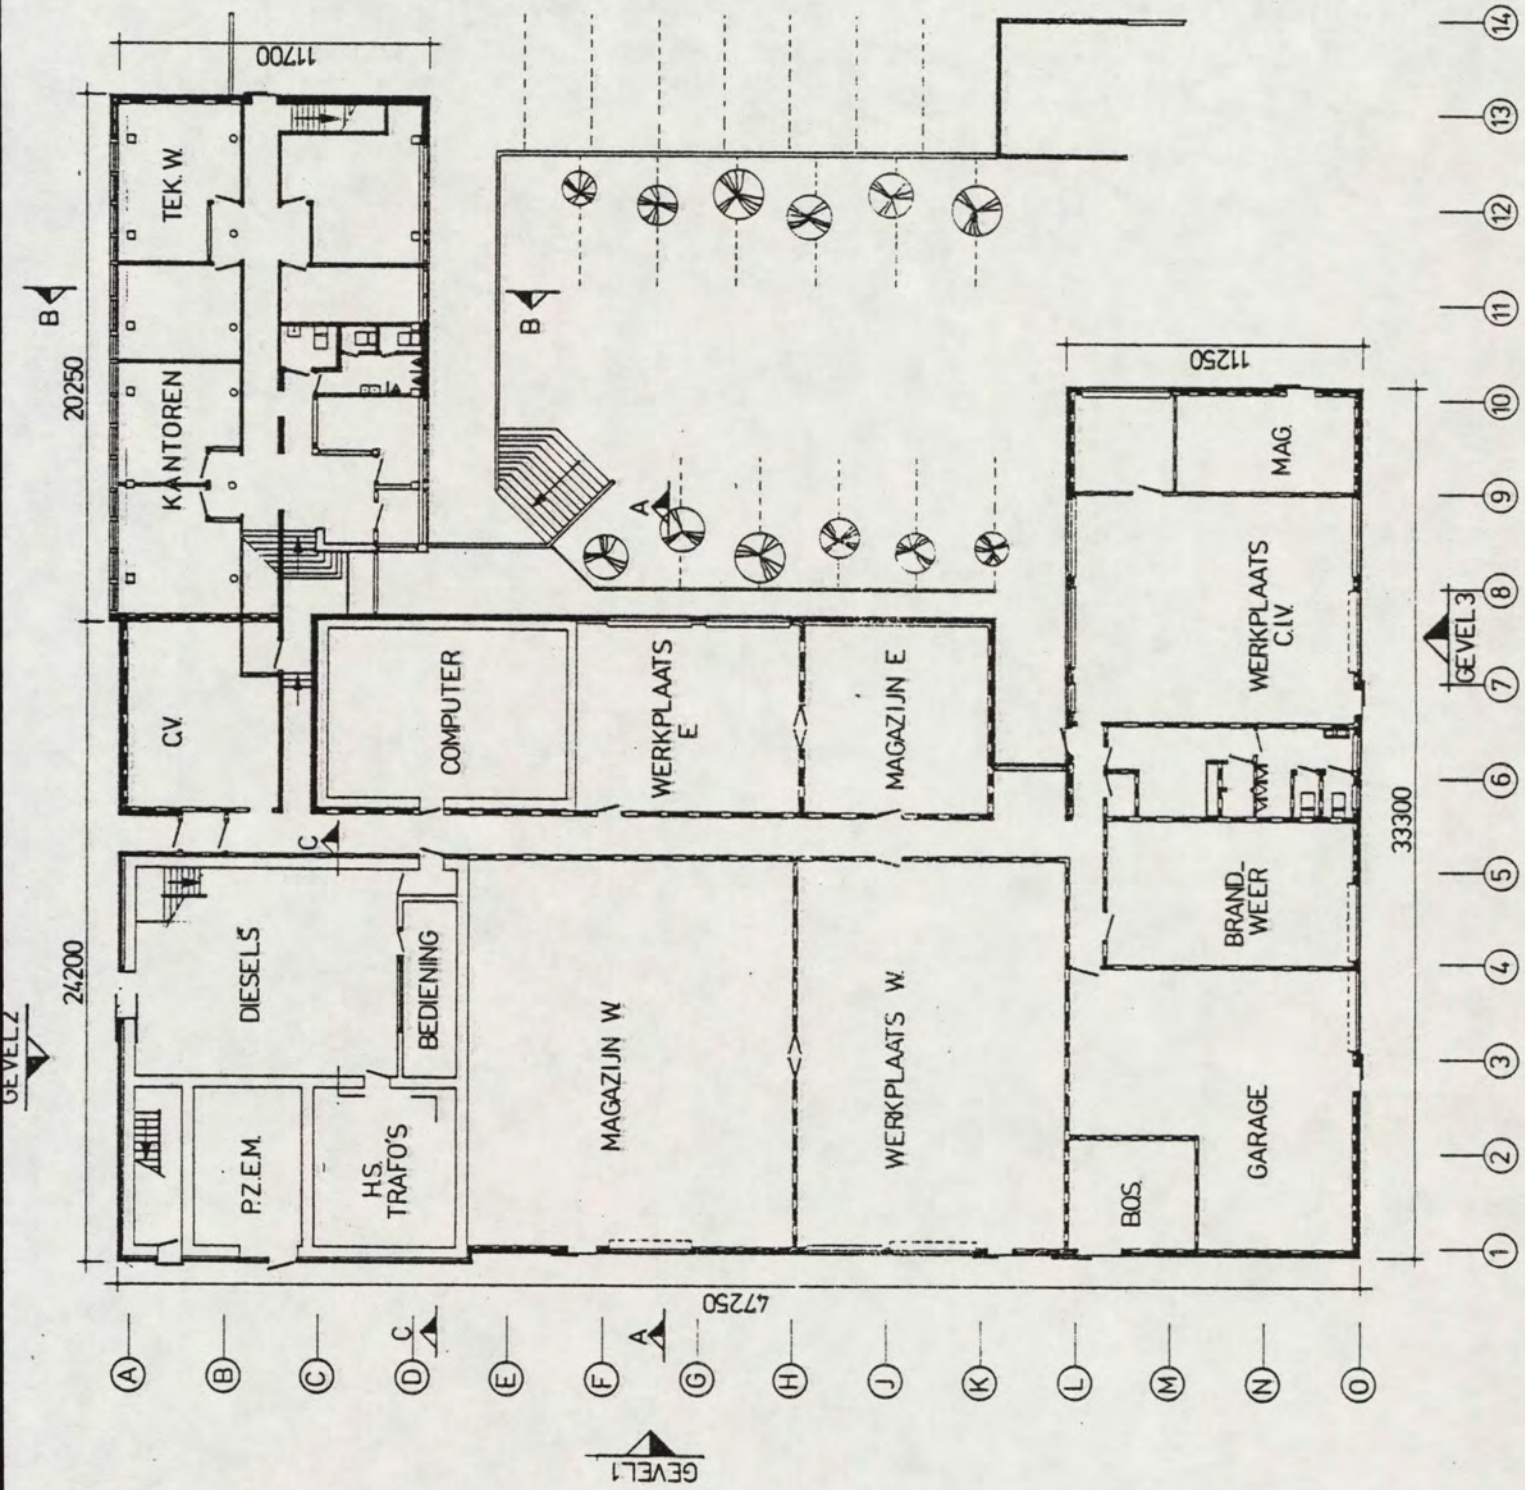 11700
20250
24200
B
B
TEK.W.
KANTOREN
C.V.
COMPUTER
WERKPLAATS
E
MAGAZIJN E
A
C
DIESELS
BEDIENING
P.Z.E.M.
H.S.
TRAFO'S
MAGAZIJN W.
WERKPLAATS W.
BOS.
GARAGE
BRAND_
WEER
WERKPLAATS
C.I.V.
MAG.
11250
33300
47250
GEVEL 2
GEVEL 3
GEVEL 1
C
A
A
B
C
D
E
F
G
H
J
K
L
M
N
O
1
2
3
4
5
6
7
8
9
10
11
12
13
14